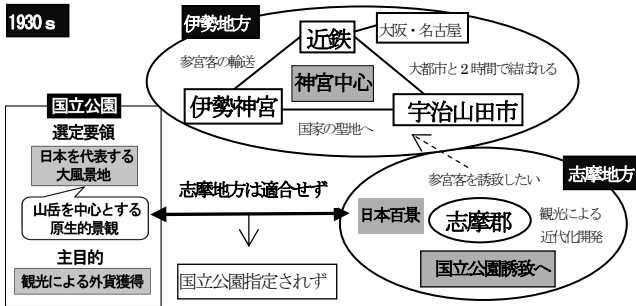 1930s
伊勢地方
近鉄
大阪・名古屋
参宮客の輸送
神宮中心
大都市と２時間で結ばれる
伊勢神宮
宇治山田市
国家の聖地へ
国立公園
選定要領
日本を代表する
大風景地
山岳を中心とする
原生的景観
主目的
観光による外貨獲得
志摩地方は適合せず
国立公園指定されず
志摩地方
参宮客を誘致したい
日本百景
志摩郡
観光による
近代化開発
国立公園誘致へ